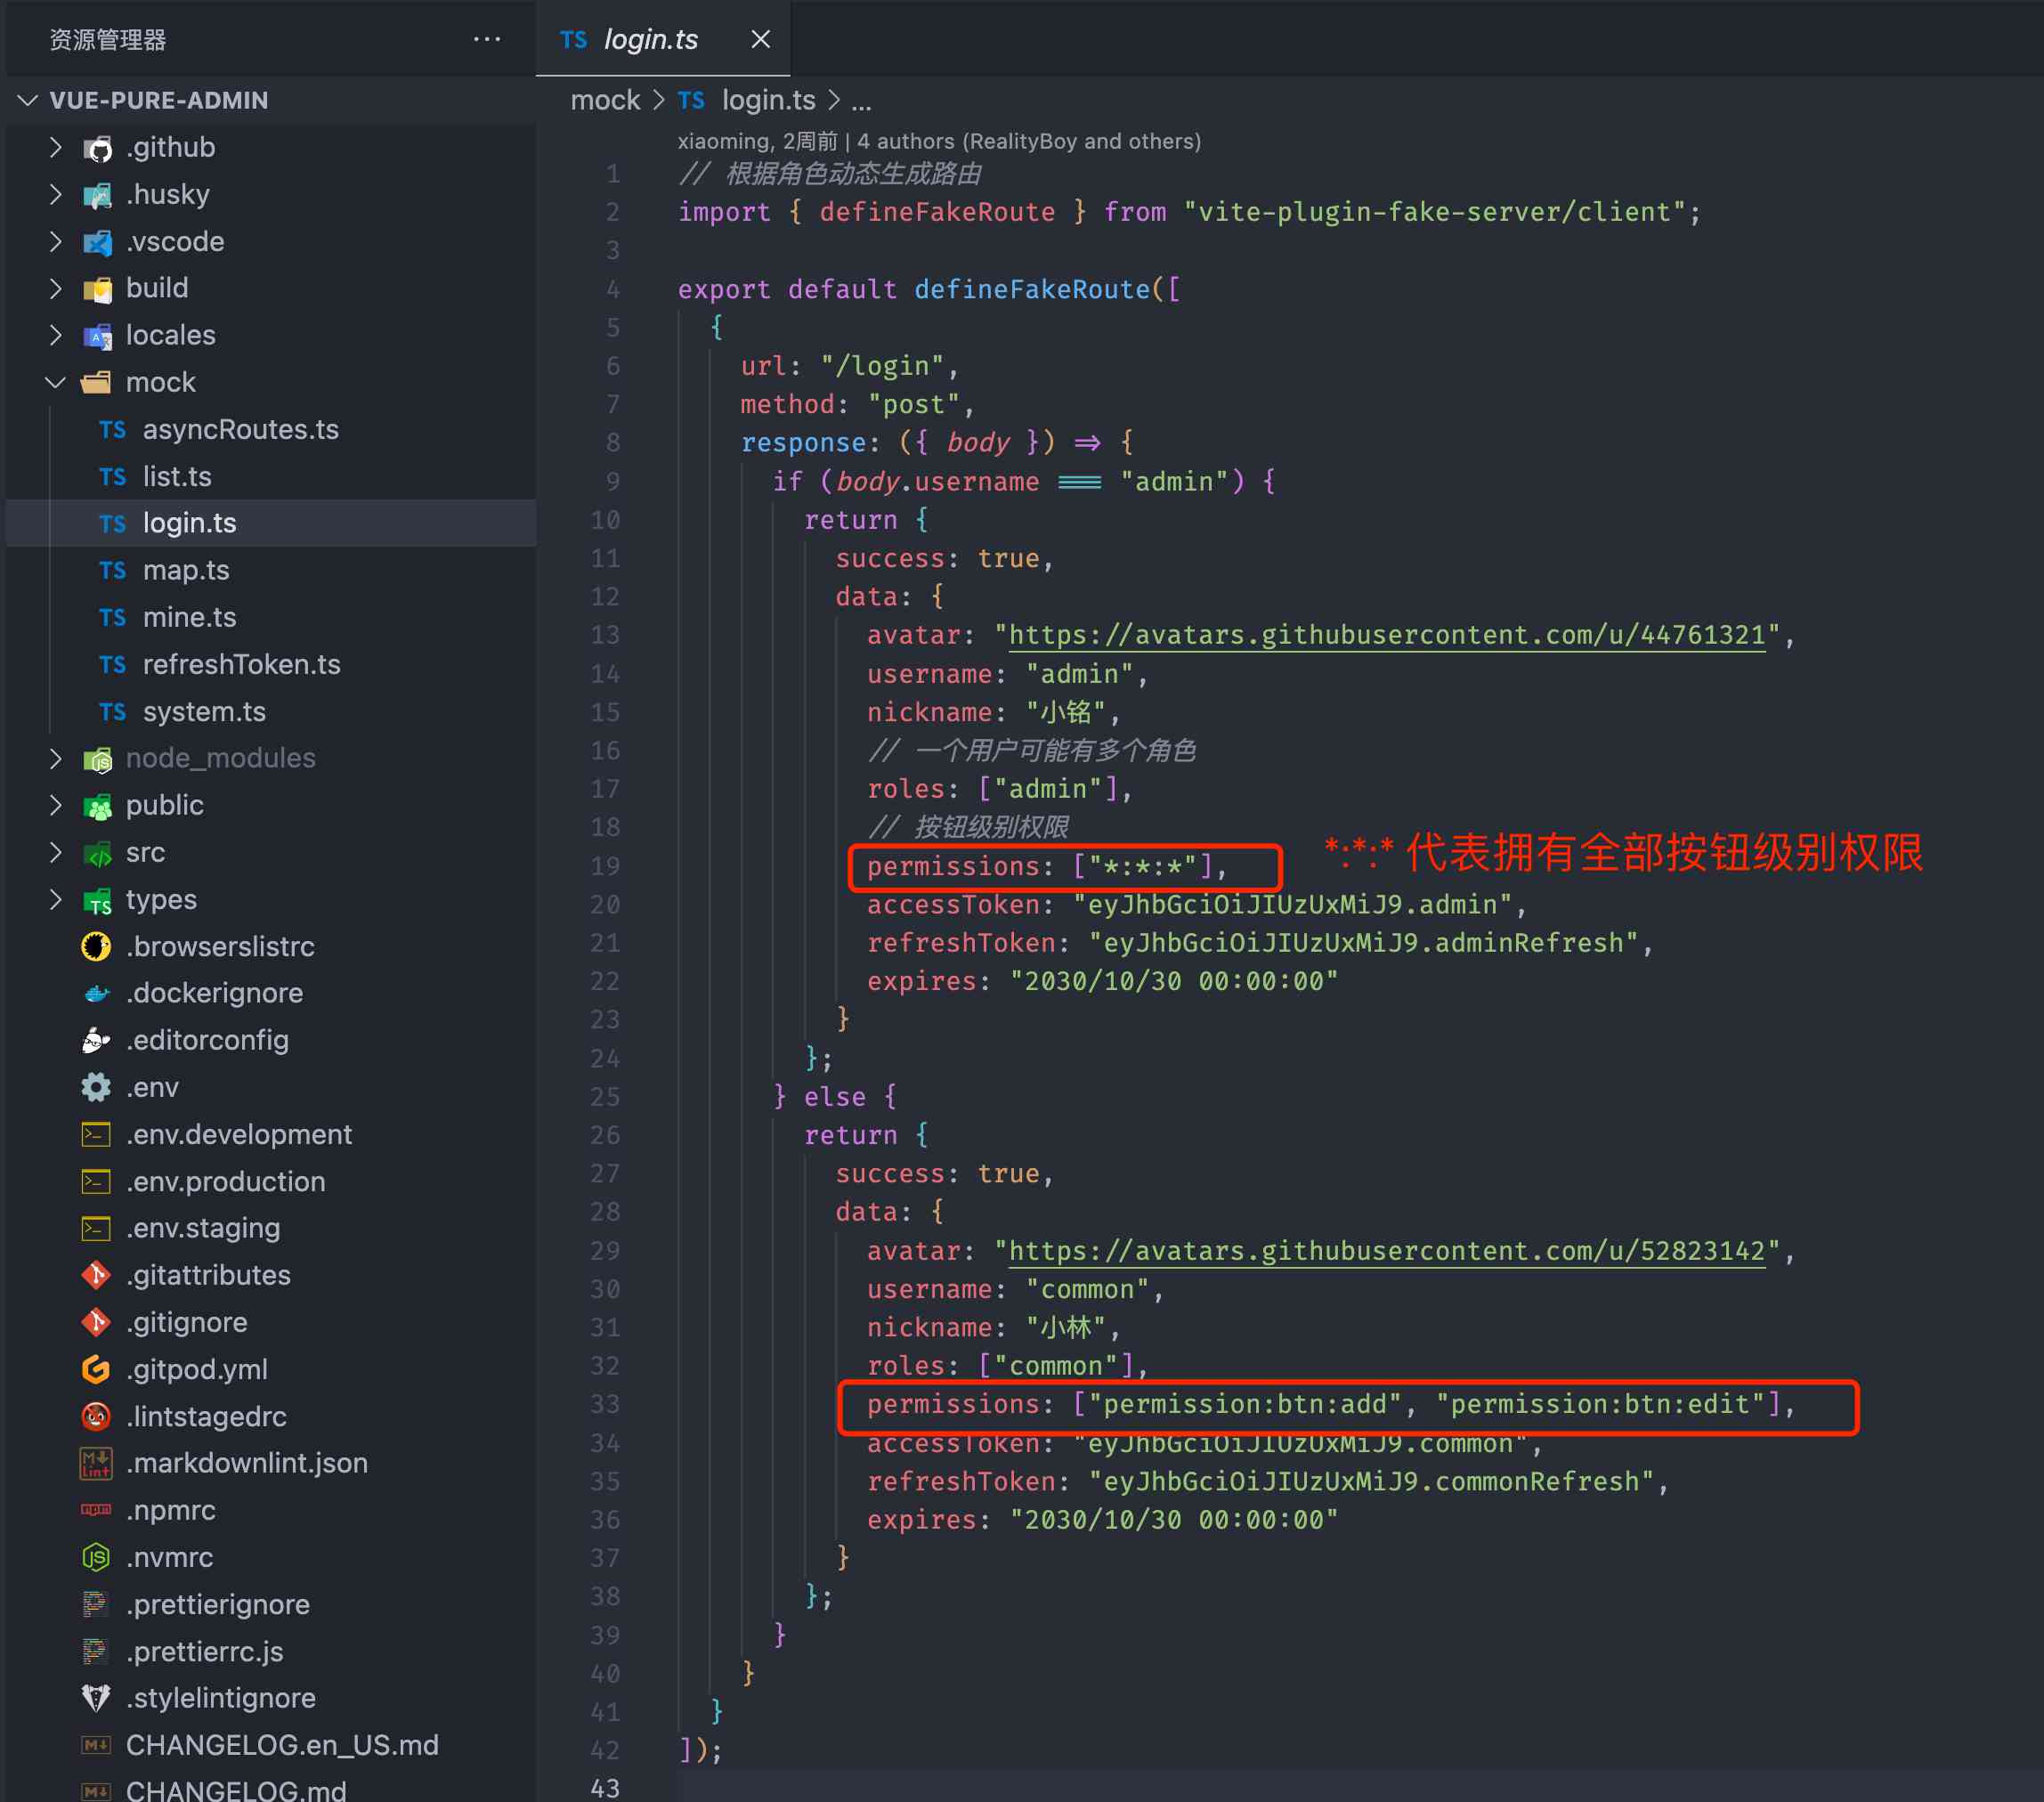 资源管理器
VUE-PURE-ADMIN
.github
.husky
.vscode
build
locales
mock
TS asyncRoutes.ts
TS list.ts
TS login.ts
TS map.ts
TS mine.ts
TS refreshToken.ts
TS system.ts
node_modules
public
src
types
.browserslistrc
.dockerignore
.editorconfig
.env
.env.development
.env.production
.env.staging
.gitattributes
.gitignore
.gitpod.yml
.lintstagedrc
.markdownlint.json
.npmrc
.nvmrc
.prettierignore
.prettierrc.js
.stylelintignore
CHANGELOG.en_US.md
CHANGELOG.md
TS login.ts
mock > TS login.ts > ...
xiaoming, 2周前 | 4 authors (RealityBoy and others)
1 // 根据角色动态生成路由
2 import { defineFakeRoute } from "vite-plugin-fake-server/client";
3
4 export default defineFakeRoute([
5 {
6 url: "/login",
7 method: "post",
8 response: ({ body }) => {
9 if (body.username === "admin") {
10 return {
11 success: true,
12 data: {
13 avatar: "https://avatars.githubusercontent.com/u/44761321",
14 username: "admin",
15 nickname: "小铭",
16 // 一个用户可能有多个角色
17 roles: ["admin"],
18 // 按钮级别权限
19 permissions: ["*:*:*"], *:*:* 代表拥有全部按钮级别权限
20 accessToken: "eyJhbGciOiJIUzUxMiJ9.admin",
21 refreshToken: "eyJhbGciOiJIUzUxMiJ9.adminRefresh",
22 expires: "2030/10/30 00:00:00"
23 }
24 };
25 } else {
26 return {
27 success: true,
28 data: {
29 avatar: "https://avatars.githubusercontent.com/u/52823142",
30 username: "common",
31 nickname: "小林",
32 roles: ["common"],
33 permissions: ["permission:btn:add", "permission:btn:edit"],
34 accessToken: "eyJhbGciOiJIUzUxMiJ9.common",
35 refreshToken: "eyJhbGciOiJIUzUxMiJ9.commonRefresh",
36 expires: "2030/10/30 00:00:00"
37 }
38 };
39 }
40 }
41 }
42 ]);
43